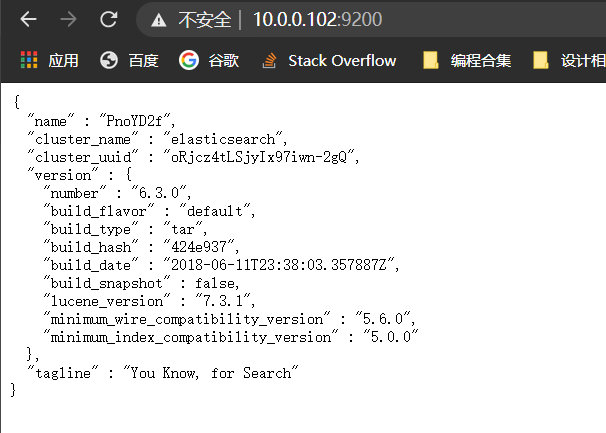 不安全 | 10.0.0.102:9200
应用 百度 谷歌 Stack Overflow 编程合集 设计相
{
"name" : "PnoYD2f",
"cluster_name" : "elasticsearch",
"cluster_uuid" : "oRjcz4tLSjyIx97iwn-2gQ",
"version" : {
"number" : "6.3.0",
"build_flavor" : "default",
"build_type" : "tar",
"build_hash" : "424e937",
"build_date" : "2018-06-11T23:38:03.357887Z",
"build_snapshot" : false,
"lucene_version" : "7.3.1",
"minimum_wire_compatibility_version" : "5.6.0",
"minimum_index_compatibility_version" : "5.0.0"
},
"tagline" : "You Know, for Search"
}